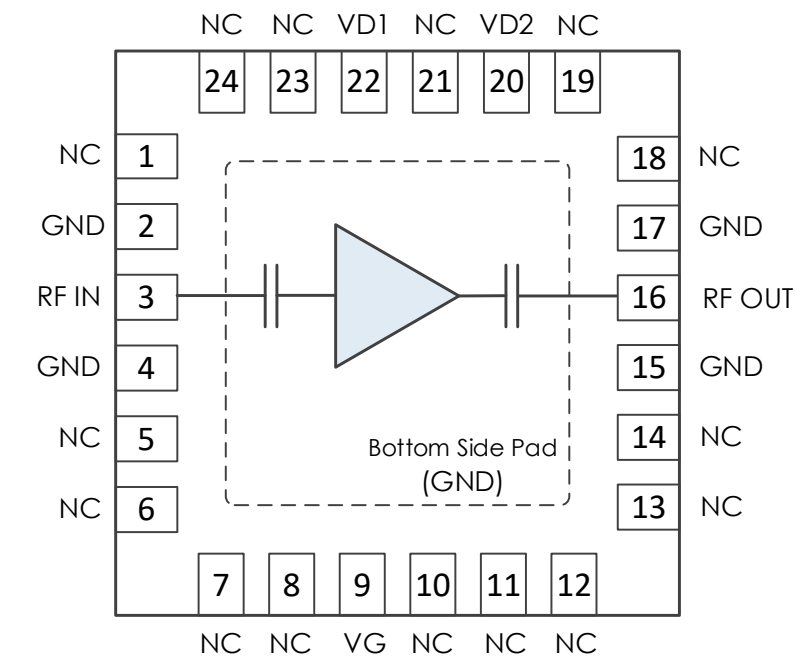 NC NC VD1 NC VD2 NC
24 23 22 21 20 19
NC 1 18 NC
GND 2 17 GND
RF IN 3 16 RF OUT
GND 4 15 GND
NC 5 14 NC
Bottom Side Pad
(GND)
NC 6 13 NC
7 8 9 10 11 12
NC NC VG NC NC NC